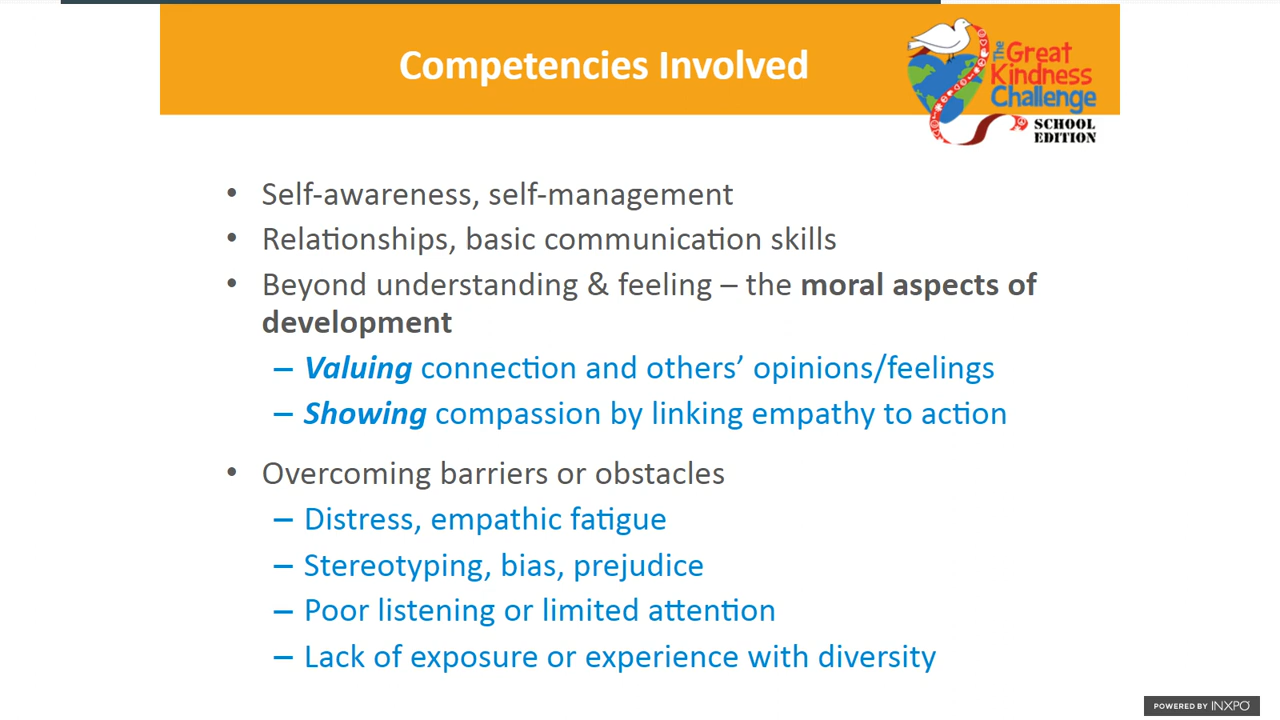 Competencies Involved
The Great
Kindness
Challenge
SCHOOL
EDITION
• Self-awareness, self-management
• Relationships, basic communication skills
• Beyond understanding & feeling – the moral aspects of
development
– Valuing connection and others’ opinions/feelings
– Showing compassion by linking empathy to action
• Overcoming barriers or obstacles
– Distress, empathic fatigue
– Stereotyping, bias, prejudice
– Poor listening or limited attention
– Lack of exposure or experience with diversity
POWERED BY INXPO